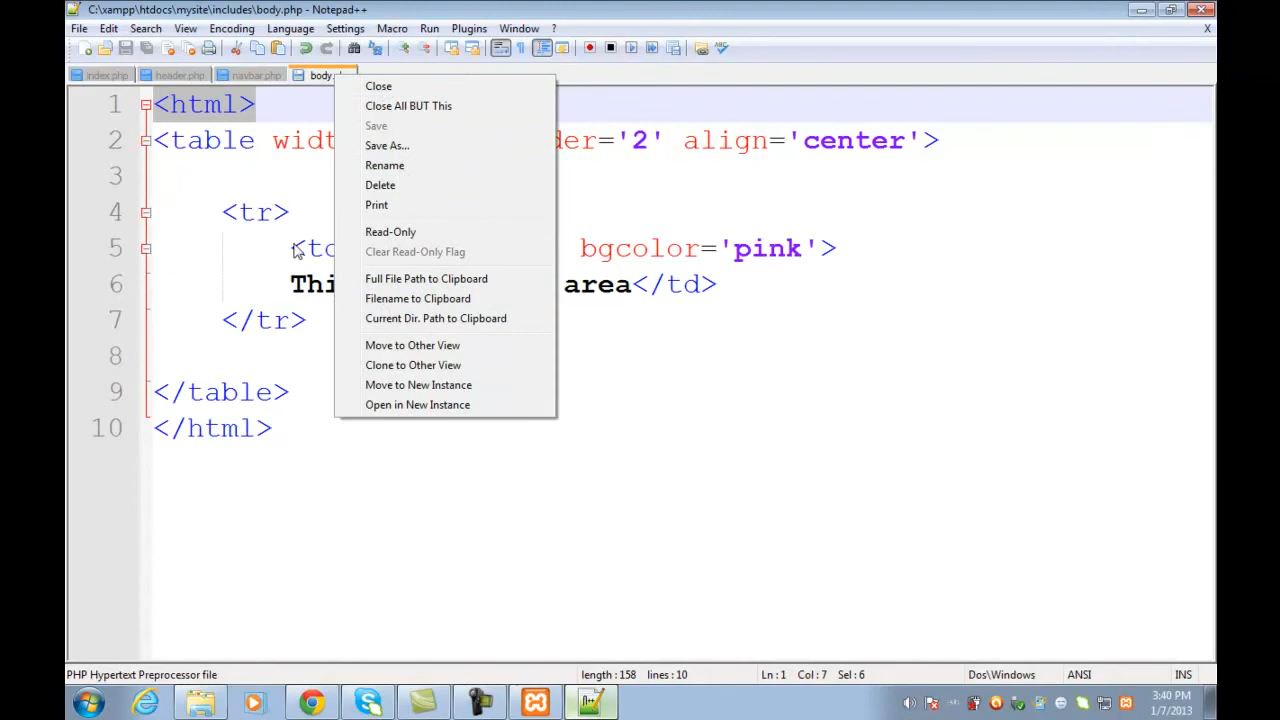 C:\xampp\htdocs\mysite\includes\body.php - Notepad++
File Edit Search View Encoding Language Settings Macro Run Plugins Window ? X
index.php header.php navbar.php body.
Close
Close All BUT This
Save
Save As...
Rename
Delete
Print
Read-Only
Clear Read-Only Flag
Full File Path to Clipboard
Filename to Clipboard
Current Dir. Path to Clipboard
Move to Other View
Clone to Other View
Move to New Instance
Open in New Instance
1 <html>
2 <table ='2' align='center'>
3
4 <tr>
5 bgcolor='pink'>
6 area</td>
7 </tr>
8
9 </table>
10 </html>
PHP Hypertext Preprocessor file length : 158 lines : 10 Ln : 1 Col : 7 Sel : 6 Dos\Windows ANSI INS
3:40 PM
1/7/2013